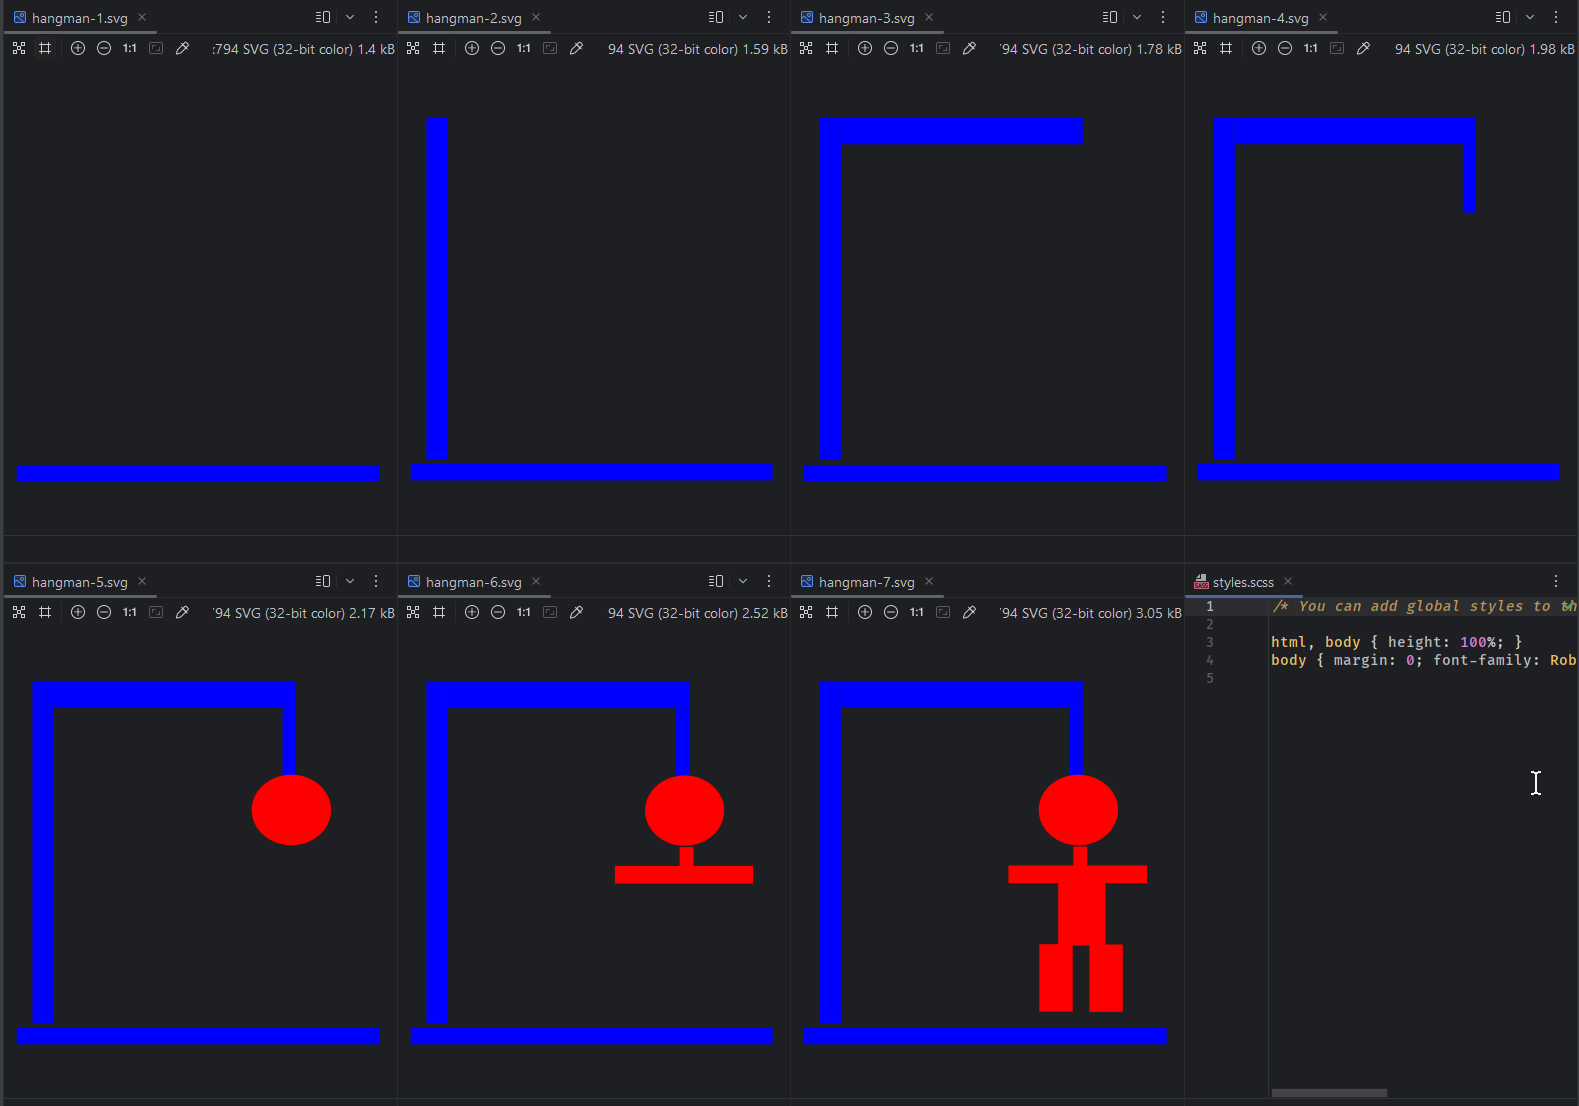 hangman-1.svg
hangman-2.svg
hangman-3.svg
hangman-4.svg
1:1 :794 SVG (32-bit color) 1.4 kB
1:1 94 SVG (32-bit color) 1.59 kB
1:1 '94 SVG (32-bit color) 1.78 kB
1:1 94 SVG (32-bit color) 1.98 kB
hangman-5.svg
hangman-6.svg
hangman-7.svg
styles.scss
1:1 '94 SVG (32-bit color) 2.17 kB
1:1 94 SVG (32-bit color) 2.52 kB
1:1 '94 SVG (32-bit color) 3.05 kB
1 /* You can add global styles to th
2
3 html, body { height: 100%; }
4 body { margin: 0; font-family: Rob
5